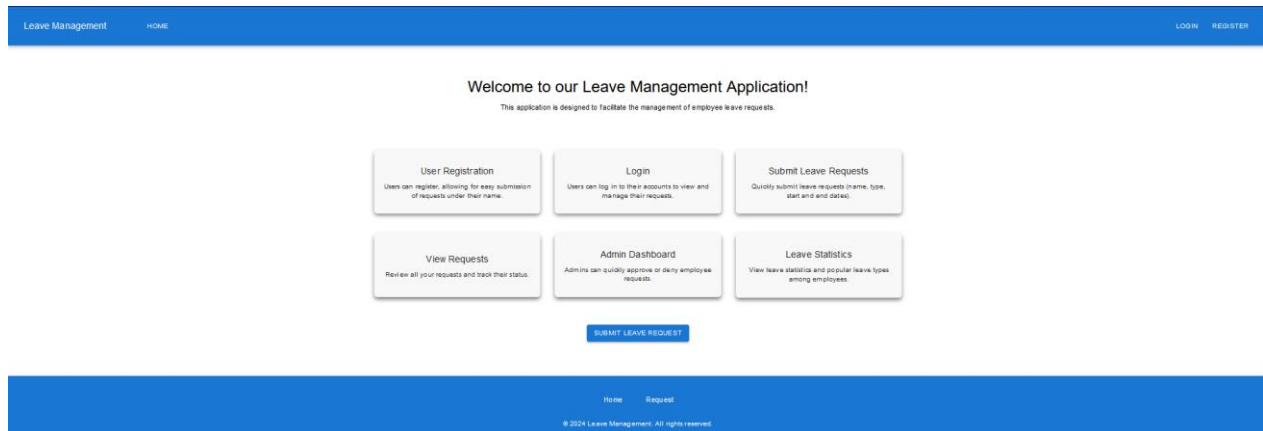 Leave Management HOME LOGIN REGISTER
Welcome to our Leave Management Application!
This application is designed to facilitate the management of employee leave requests.
User Registration
Users can register, allowing for easy submission
of requests under their name.
Login
Users can log in to their accounts to view and
manage their requests.
Submit Leave Requests
Quickly submit leave requests (name, type,
start and end dates).
View Requests
Review all your requests and track their status.
Admin Dashboard
Admins can quickly approve or deny employee
requests.
Leave Statistics
View leave statistics and popular leave types
among employees.
SUBMIT LEAVE REQUEST
Home Request
© 2024 Leave Management. All rights reserved.